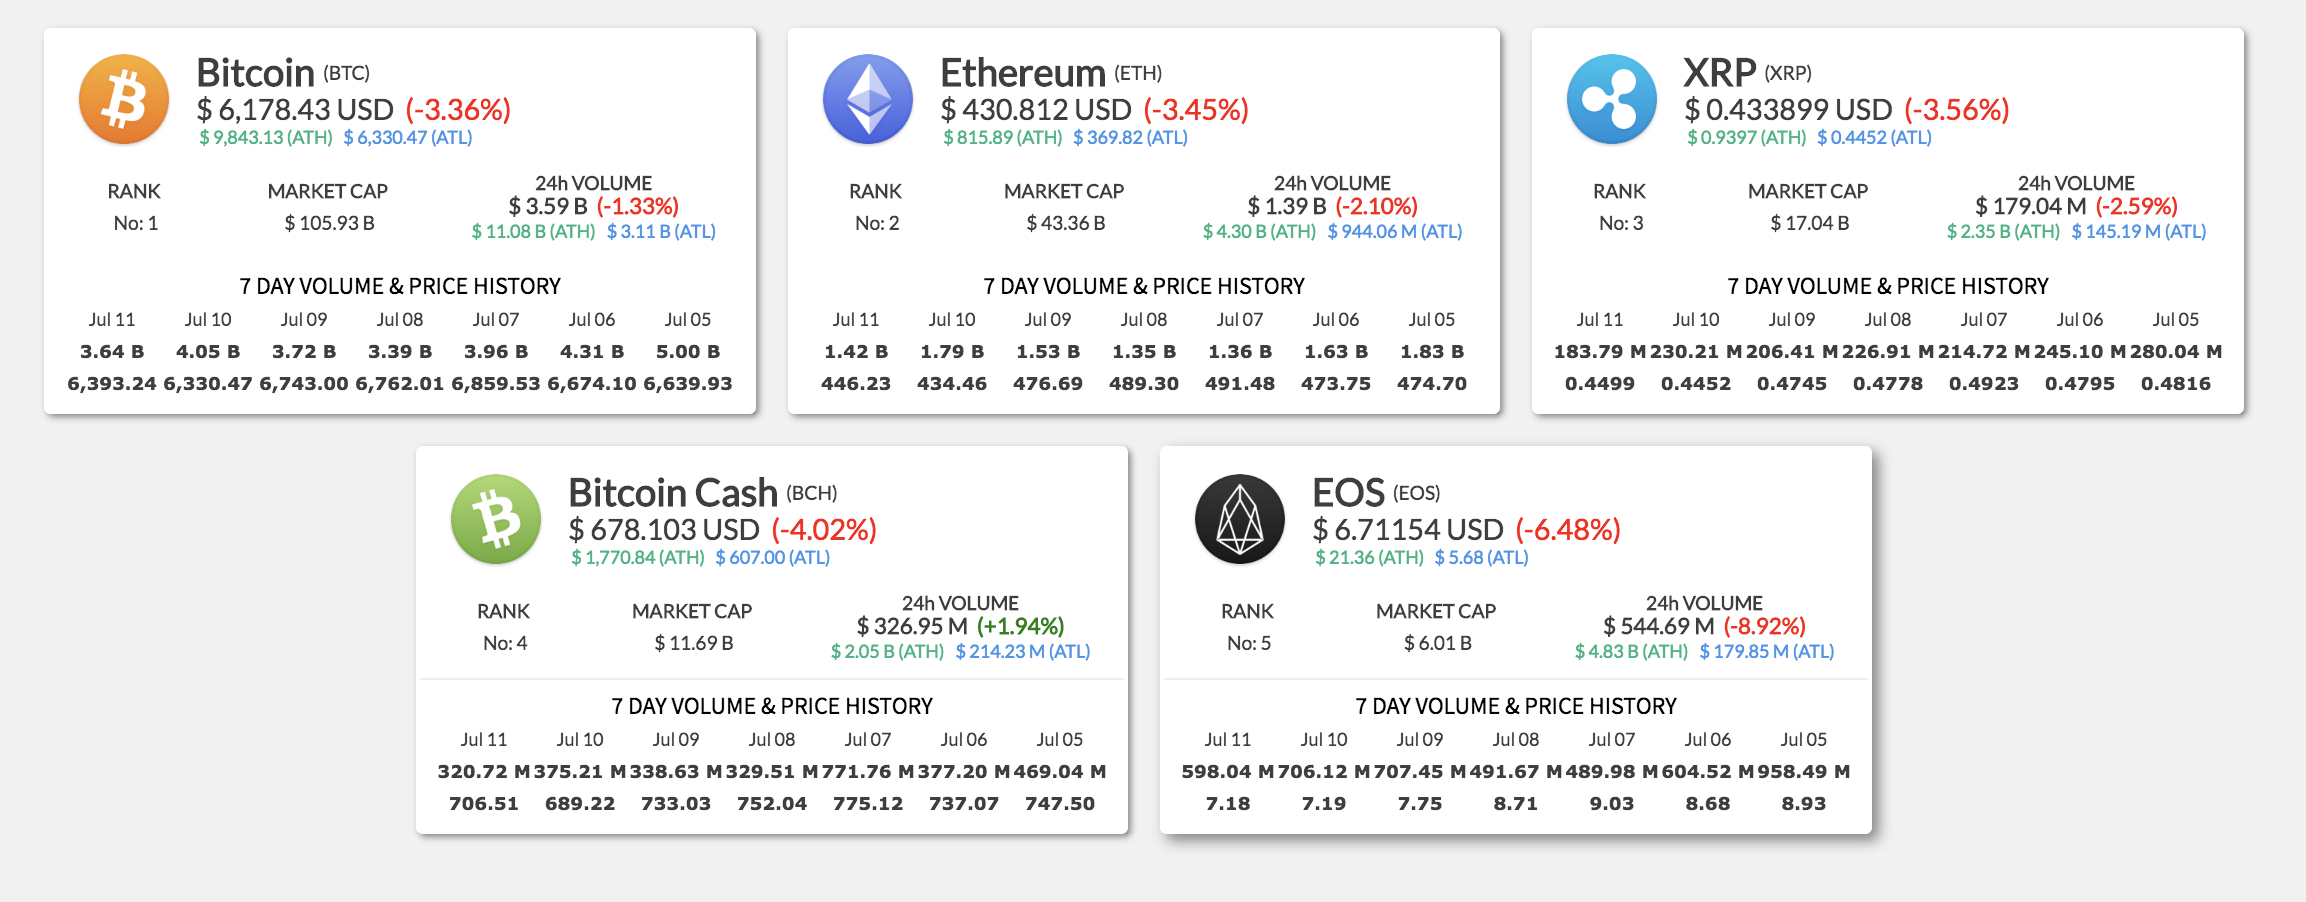 Bitcoin (BTC)
$ 6,178.43 USD (-3.36%)
$ 9,843.13 (ATH) $ 6,330.47 (ATL)
RANK
No: 1
MARKET CAP
$ 105.93 B
24h VOLUME
$ 3.59 B (-1.33%)
$ 11.08 B (ATH) $ 3.11 B (ATL)
7 DAY VOLUME & PRICE HISTORY
Jul 11 Jul 10 Jul 09 Jul 08 Jul 07 Jul 06 Jul 05
3.64 B 4.05 B 3.72 B 3.39 B 3.96 B 4.31 B 5.00 B
6,393.24 6,330.47 6,743.00 6,762.01 6,859.53 6,674.10 6,639.93
Ethereum (ETH)
$ 430.812 USD (-3.45%)
$ 815.89 (ATH) $ 369.82 (ATL)
RANK
No: 2
MARKET CAP
$ 43.36 B
24h VOLUME
$ 1.39 B (-2.10%)
$ 4.30 B (ATH) $ 944.06 M (ATL)
7 DAY VOLUME & PRICE HISTORY
Jul 11 Jul 10 Jul 09 Jul 08 Jul 07 Jul 06 Jul 05
1.42 B 1.79 B 1.53 B 1.35 B 1.36 B 1.63 B 1.83 B
446.23 434.46 476.69 489.30 491.48 473.75 474.70
XRP (XRP)
$ 0.433899 USD (-3.56%)
$ 0.9397 (ATH) $ 0.4452 (ATL)
RANK
No: 3
MARKET CAP
$ 17.04 B
24h VOLUME
$ 179.04 M (-2.59%)
$ 2.35 B (ATH) $ 145.19 M (ATL)
7 DAY VOLUME & PRICE HISTORY
Jul 11 Jul 10 Jul 09 Jul 08 Jul 07 Jul 06 Jul 05
183.79 M 230.21 M 206.41 M 226.91 M 214.72 M 245.10 M 280.04 M
0.4499 0.4452 0.4745 0.4778 0.4923 0.4795 0.4816
Bitcoin Cash (BCH)
$ 678.103 USD (-4.02%)
$ 1,770.84 (ATH) $ 607.00 (ATL)
RANK
No: 4
MARKET CAP
$ 11.69 B
24h VOLUME
$ 326.95 M (+1.94%)
$ 2.05 B (ATH) $ 214.23 M (ATL)
7 DAY VOLUME & PRICE HISTORY
Jul 11 Jul 10 Jul 09 Jul 08 Jul 07 Jul 06 Jul 05
320.72 M 375.21 M 338.63 M 329.51 M 771.76 M 377.20 M 469.04 M
706.51 689.22 733.03 752.04 775.12 737.07 747.50
EOS (EOS)
$ 6.71154 USD (-6.48%)
$ 21.36 (ATH) $ 5.68 (ATL)
RANK
No: 5
MARKET CAP
$ 6.01 B
24h VOLUME
$ 544.69 M (-8.92%)
$ 4.83 B (ATH) $ 179.85 M (ATL)
7 DAY VOLUME & PRICE HISTORY
Jul 11 Jul 10 Jul 09 Jul 08 Jul 07 Jul 06 Jul 05
598.04 M 706.12 M 707.45 M 491.67 M 489.98 M 604.52 M 958.49 M
7.18 7.19 7.75 8.71 9.03 8.68 8.93